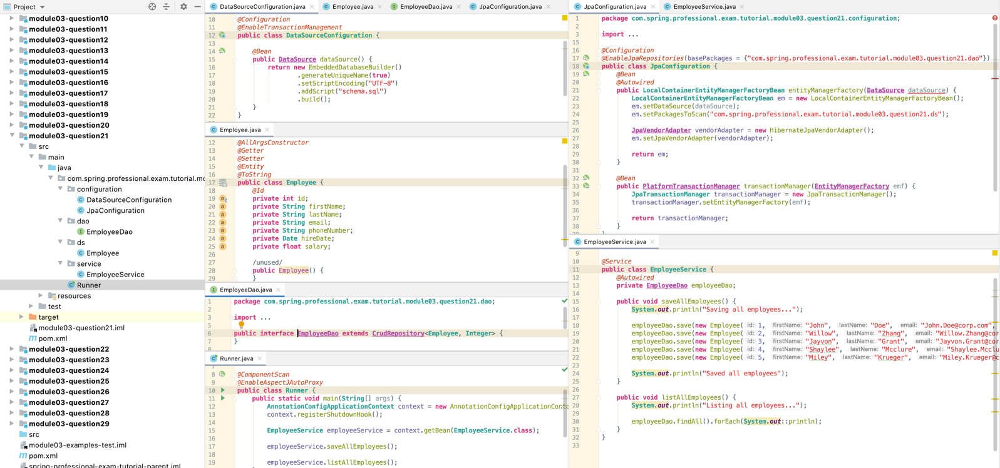 Project
module03-question10
module03-question11
module03-question12
module03-question13
module03-question14
module03-question15
module03-question16
module03-question17
module03-question18
module03-question19
module03-question20
module03-question21
src
main
java
com.spring.professional.exam.tutorial.mo
configuration
DataSourceConfiguration
JpaConfiguration
dao
EmployeeDao
ds
Employee
service
EmployeeService
Runner
resources
test
target
module03-question21.iml
pom.xml
module03-question22
module03-question23
module03-question24
module03-question25
module03-question26
module03-question27
module03-question28
module03-question29
src
module03-examples-test.iml
pom.xml
spring-professional-exam-tutorial-parent.iml
DataSourceConfiguration.java Employee.java EmployeeDao.java JpaConfiguration.java
10 @Configuration
11 @EnableTransactionManagement
12 public class DataSourceConfiguration {
13
14 @Bean
15 public DataSource dataSource() {
16 return new EmbeddedDatabaseBuilder()
17 .generateUniqueName(true)
18 .setScriptEncoding("UTF-8")
19 .addScript("schema.sql")
20 .build();
21 }
22 }
Employee.java
12 @AllArgsConstructor
13 @Getter
14 @Setter
15 @Entity
16 @ToString
17 public class Employee {
18 @Id
19 private int id;
20 private String firstName;
21 private String lastName;
22 private String email;
23 private String phoneNumber;
24 private Date hireDate;
25 private float salary;
26
27 /unused/
28 public Employee() {
29 }
EmployeeDao.java
1 package com.spring.professional.exam.tutorial.module03.question21.dao;
2
3 import ...
5
6 public interface EmployeeDao extends CrudRepository<Employee, Integer> {
7 }
8
Runner.java
7
8 @ComponentScan
9 @EnableAspectJAutoProxy
10 public class Runner {
11 public static void main(String[] args) {
12 AnnotationConfigApplicationContext context = new AnnotationConfigApplicationConto
13 context.registerShutdownHook();
14
15 EmployeeService employeeService = context.getBean(EmployeeService.class);
16
17 employeeService.saveAllEmployees();
18
19 employeeService.listAllEmployees();
JpaConfiguration.java EmployeeService.java
1 package com.spring.professional.exam.tutorial.module03.question21.configuration;
2
3 import ...
15
16 @Configuration
17 @EnableJpaRepositories(basePackages = {"com.spring.professional.exam.tutorial.module03.question21.dao"})
18 public class JpaConfiguration {
19 @Bean
20 @Autowired
21 public LocalContainerEntityManagerFactoryBean entityManagerFactory(DataSource dataSource) {
22 LocalContainerEntityManagerFactoryBean em = new LocalContainerEntityManagerFactoryBean();
23 em.setDataSource(dataSource);
24 em.setPackagesToScan("com.spring.professional.exam.tutorial.module03.question21.ds");
25
26 JpaVendorAdapter vendorAdapter = new HibernateJpaVendorAdapter();
27 em.setJpaVendorAdapter(vendorAdapter);
28
29 return em;
30 }
31
32 @Bean
33 public PlatformTransactionManager transactionManager(EntityManagerFactory emf) {
34 JpaTransactionManager transactionManager = new JpaTransactionManager();
35 transactionManager.setEntityManagerFactory(emf);
36
37 return transactionManager;
38 }
EmployeeService.java
9
10 @Service
11 public class EmployeeService {
12 @Autowired
13 private EmployeeDao employeeDao;
14
15 public void saveAllEmployees() {
16 System.out.println("Saving all employees...");
17
18 employeeDao.save(new Employee( id: 1, firstName: "John", lastName: "Doe", email: "John.Doe@corp.com",
19 employeeDao.save(new Employee( id: 2, firstName: "Willow", lastName: "Zhang", email: "Willow.Zhang@cor
20 employeeDao.save(new Employee( id: 3, firstName: "Jayvon", lastName: "Grant", email: "Jayvon.Grant@cor
21 employeeDao.save(new Employee( id: 4, firstName: "Shaylee", lastName: "Mcclure", email: "Shaylee.Mcclu
22 employeeDao.save(new Employee( id: 5, firstName: "Miley", lastName: "Krueger", email: "Miley.Krueger@c
23
24 System.out.println("Saved all employees");
25 }
26
27 public void listAllEmployees() {
28 System.out.println("Listing all employees...");
29
30 employeeDao.findAll().forEach(System.out::println);
31 }
32 }
33